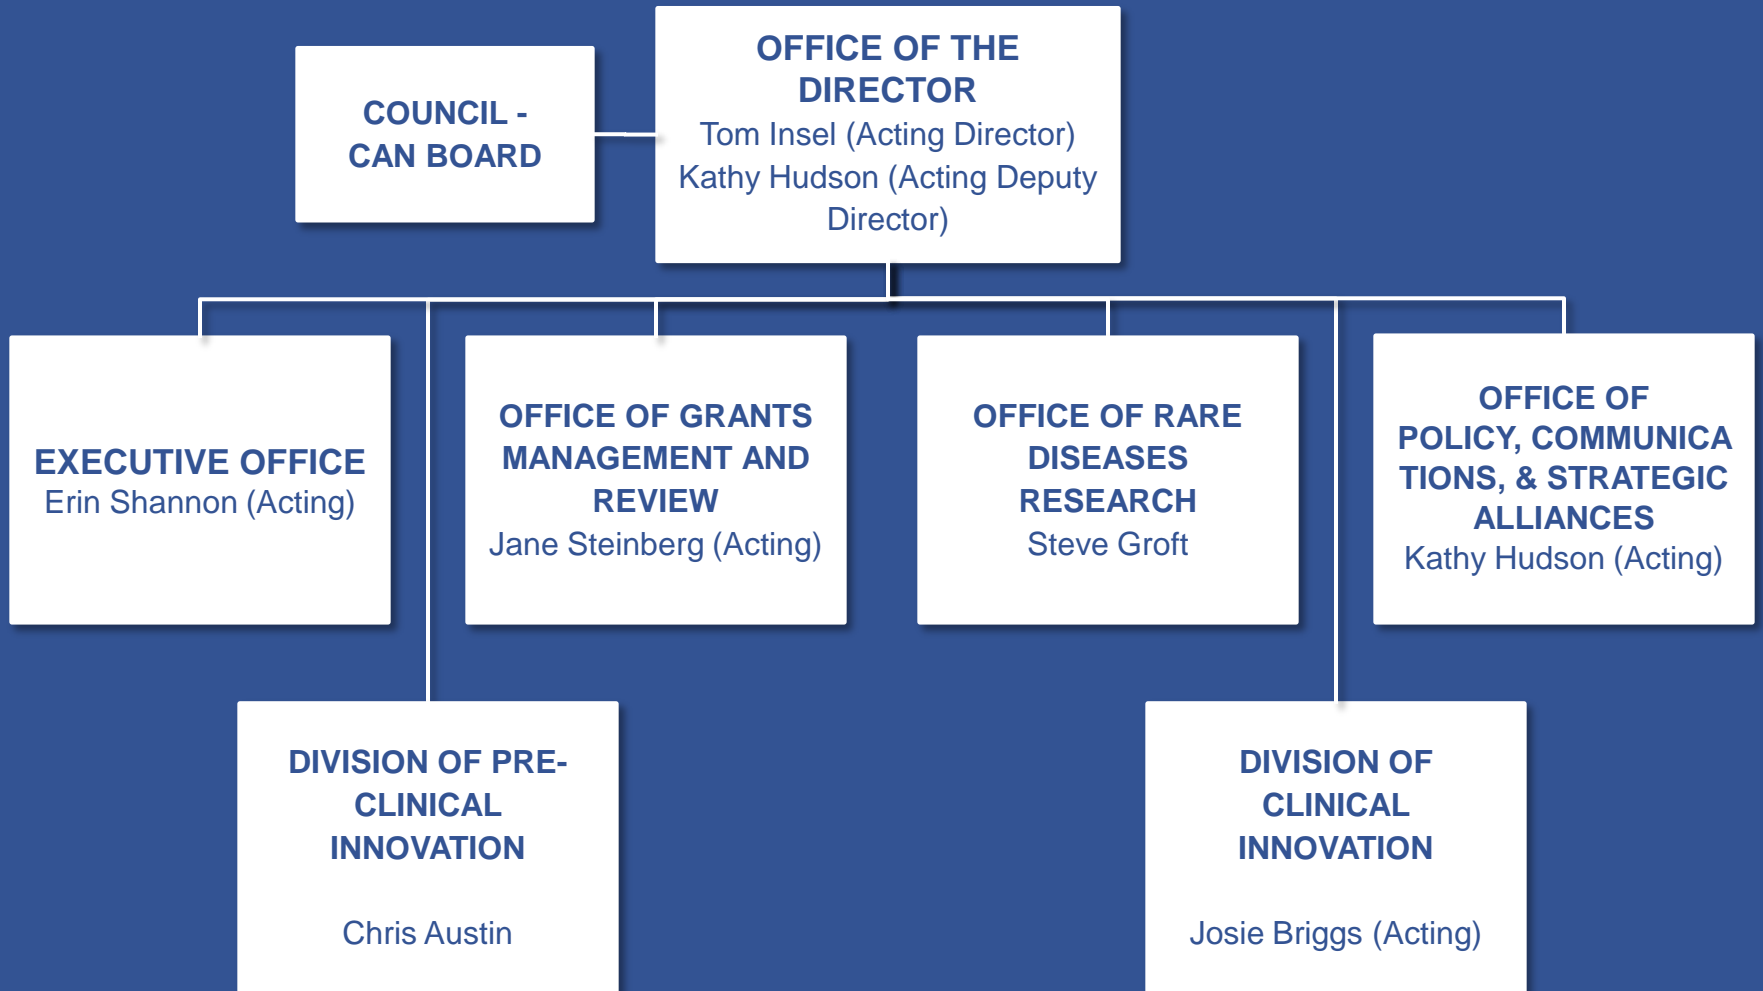 COUNCIL -
CAN BOARD
OFFICE OF THE
DIRECTOR
Tom Insel (Acting Director)
Kathy Hudson (Acting Deputy
Director)
EXECUTIVE OFFICE
Erin Shannon (Acting)
OFFICE OF GRANTS
MANAGEMENT AND
REVIEW
Jane Steinberg (Acting)
OFFICE OF RARE
DISEASES
RESEARCH
Steve Groft
OFFICE OF
POLICY, COMMUNICA
TIONS, & STRATEGIC
ALLIANCES
Kathy Hudson (Acting)
DIVISION OF PRE-
CLINICAL
INNOVATION
Chris Austin
DIVISION OF
CLINICAL
INNOVATION
Josie Briggs (Acting)